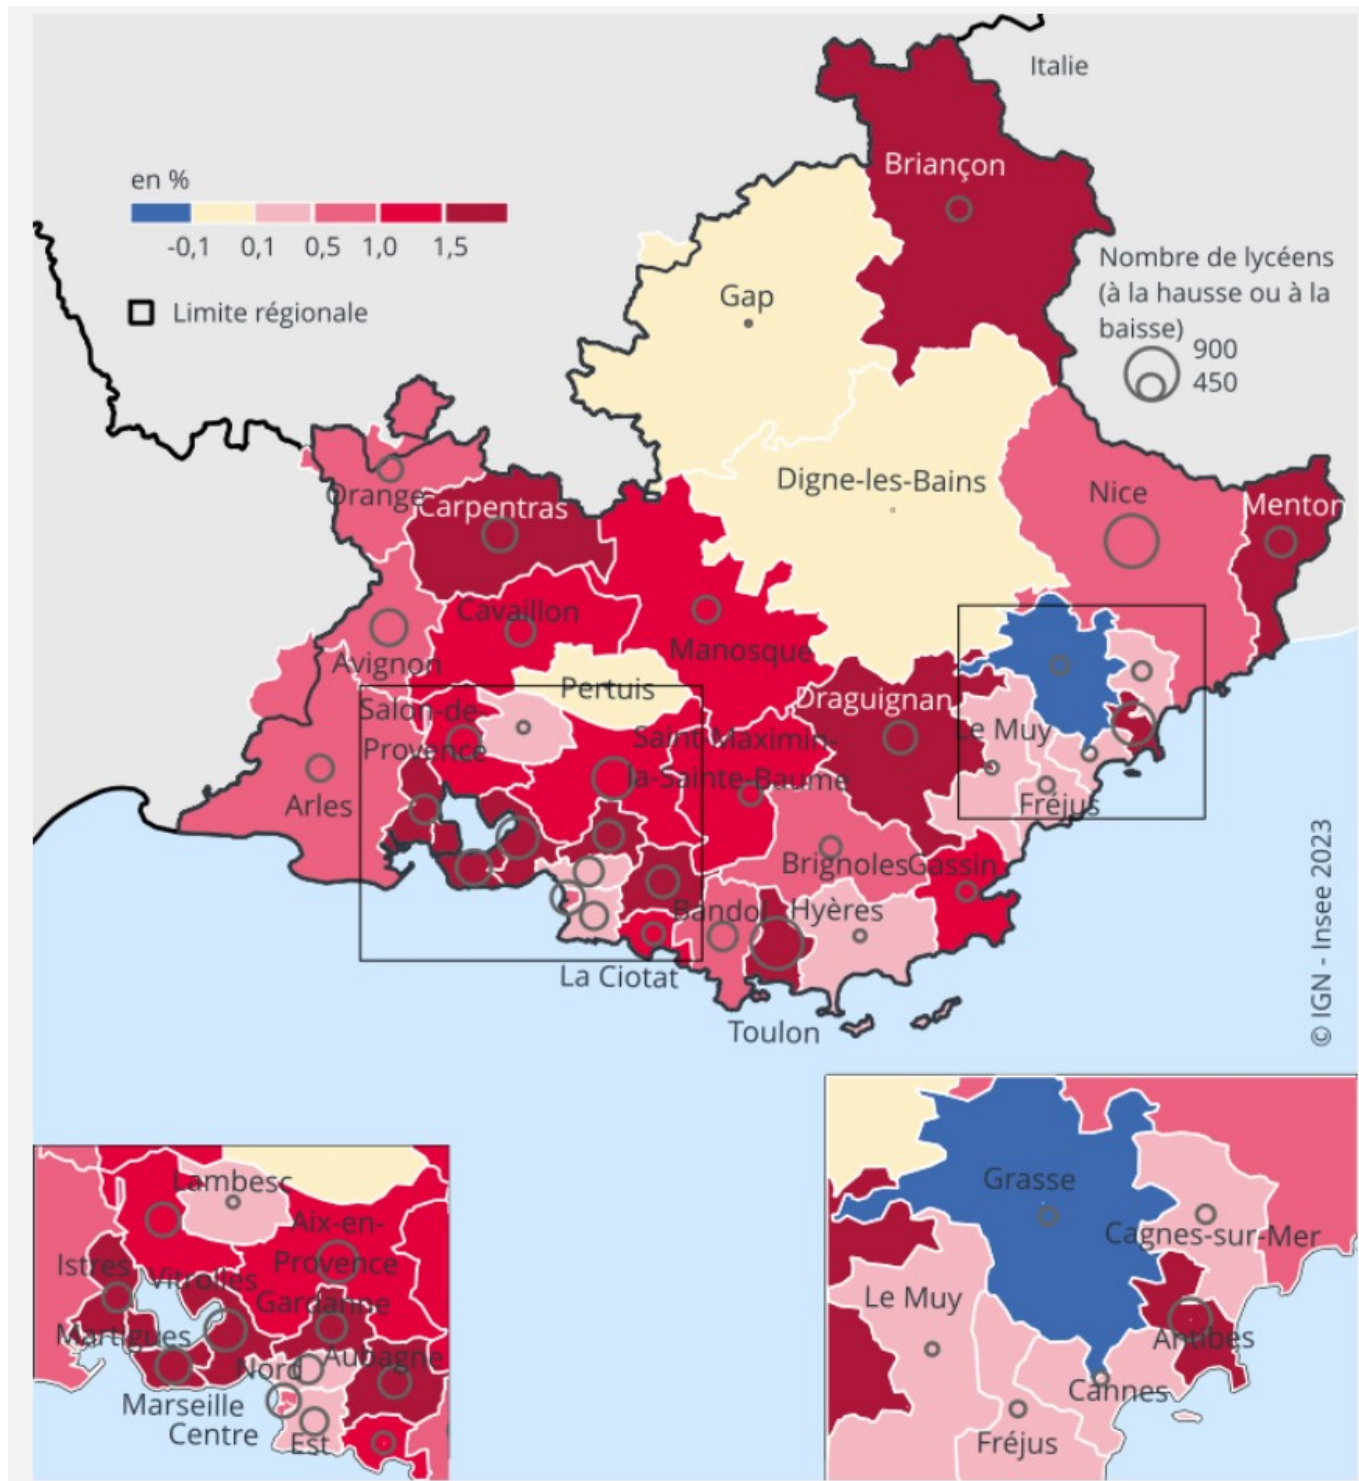 Italie
Briançon
en %
-0,1 0,1 0,5 1,0 1,5
Limite régionale
Nombre de lycéens
(à la hausse ou à la
baisse)
900
450
Gap
Digne-les-Bains
Nice
Menton
Orange
Carpentras
Cavaillon
Avignon
Manosque
Pertuis
Draguignan
Salon-de-
Provence
Saint-Maximin-
la-Sainte-Baume
Le Muy
Fréjus
Arles
Brignoles
Gassin
Bandol
Hyères
La Ciotat
Toulon
© IGN - Insee 2023
Lambesc
Aix-en-
Provence
Istres
Vitrolles
Gardanne
Martigues
Nord
Aubagne
Marseille
Centre
Est
Grasse
Cagnes-sur-Mer
Le Muy
Antibes
Cannes
Fréjus